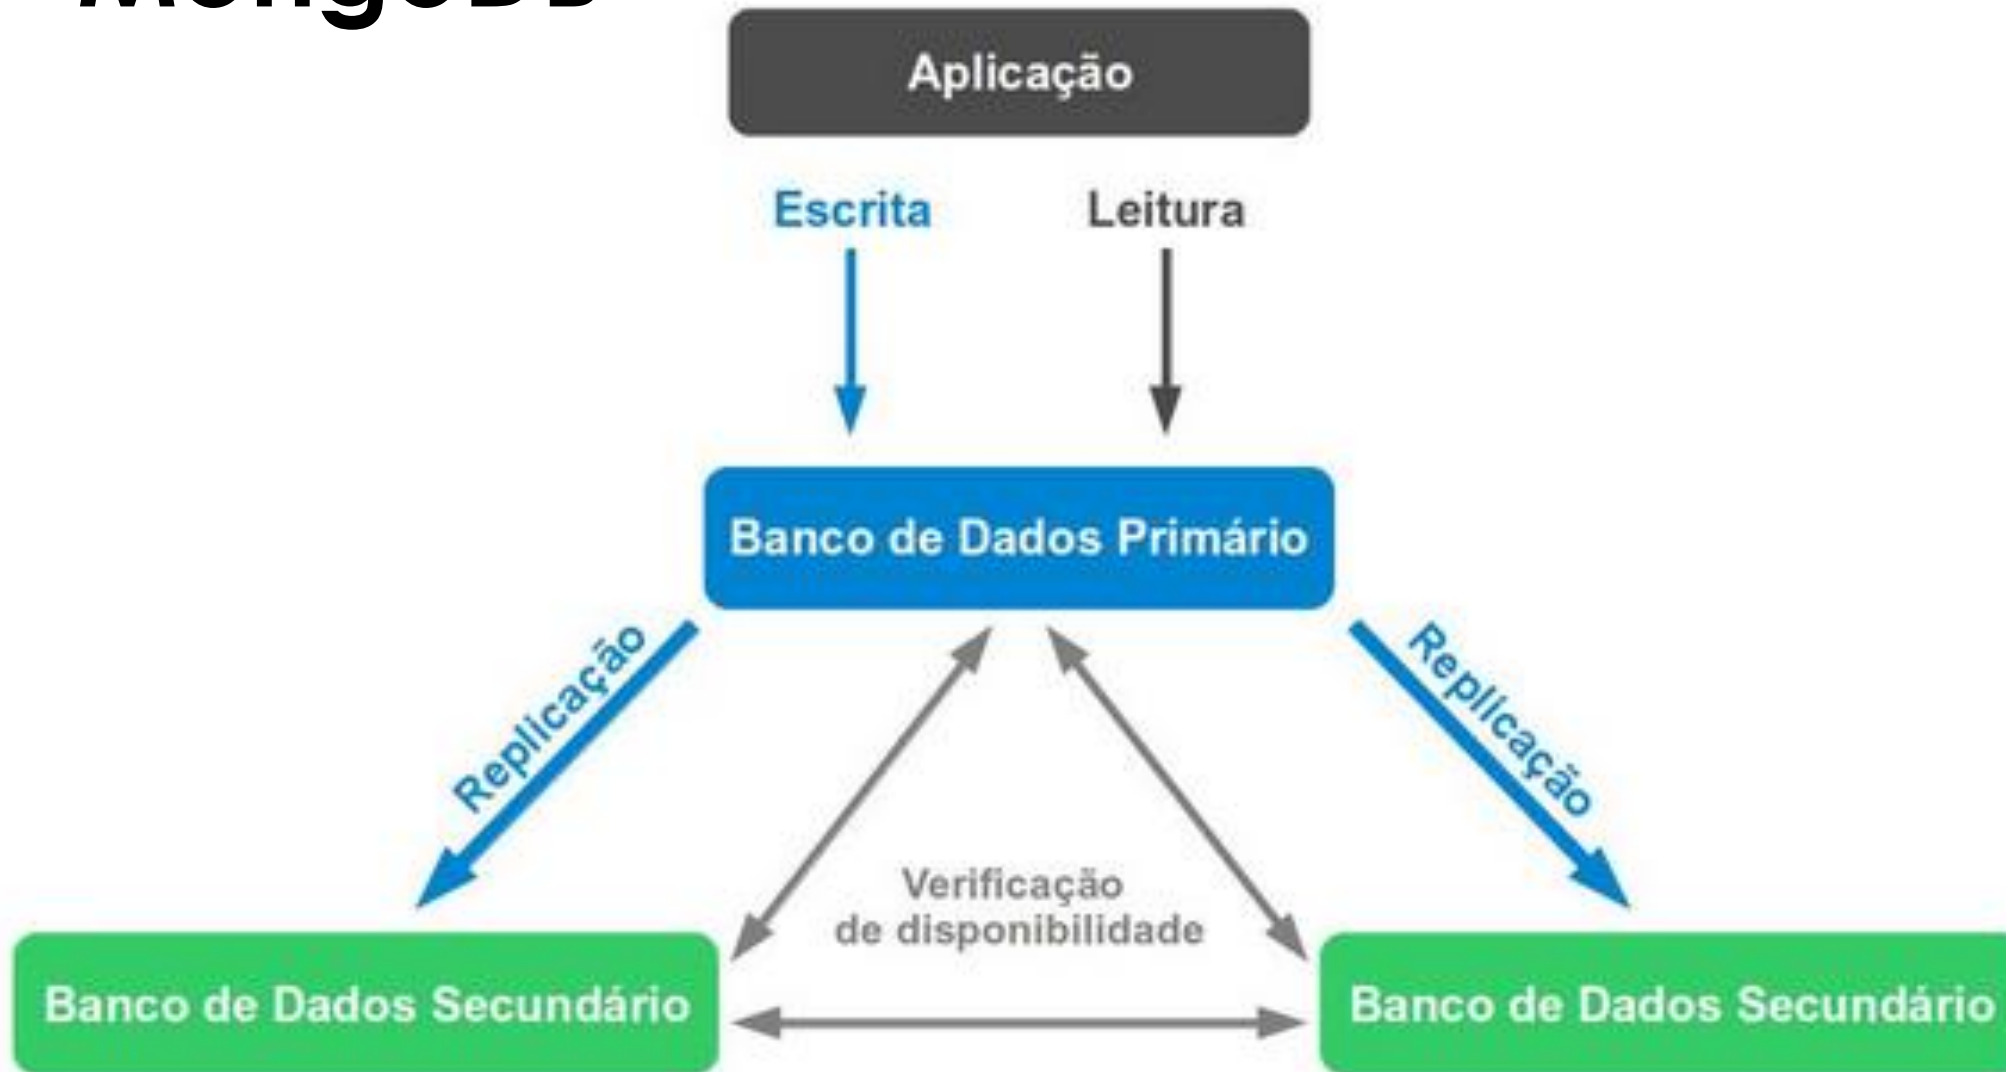 MongoDB
Aplicação
Escrita
Leitura
Banco de Dados Primário
Replicação
Replicação
Verificação
de disponibilidade
Banco de Dados Secundário
Banco de Dados Secundário